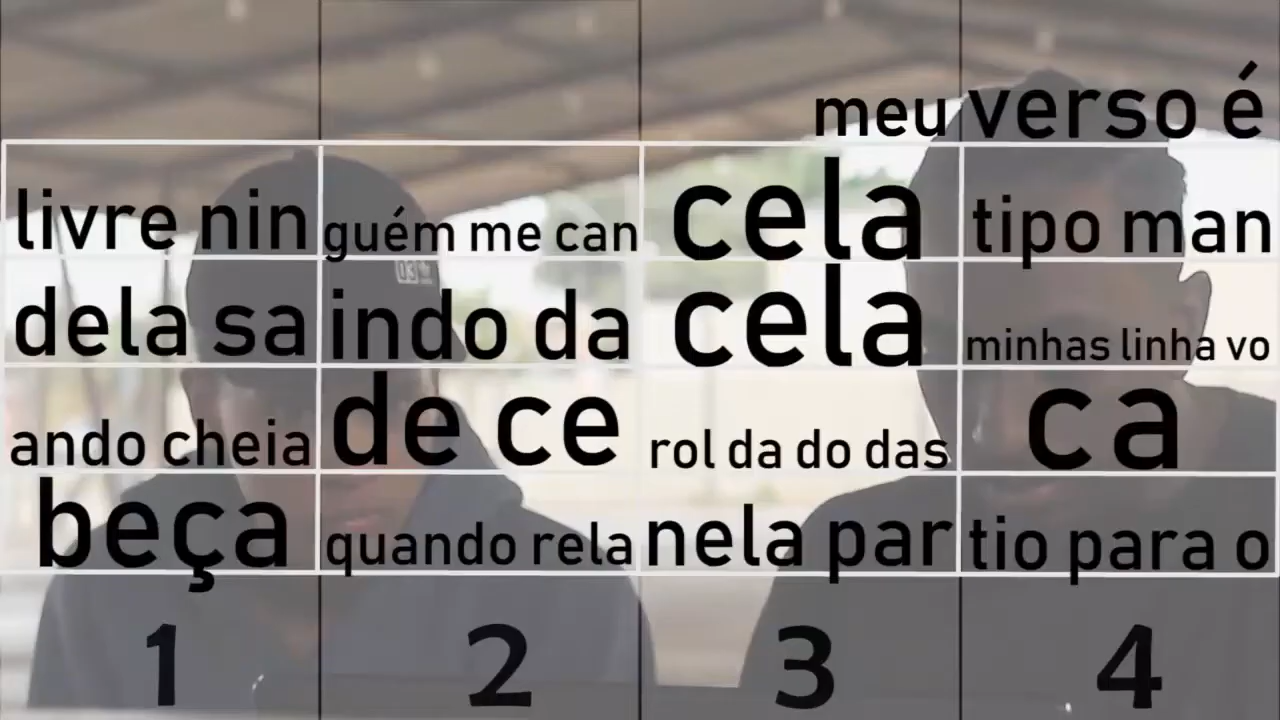 meu verso é
livre nin guém me can cela tipo man
dela sa indo da cela minhas linha vo
ando cheia de ce rol da do das ca
beça quando rela nela par tio para o
1 2 3 4